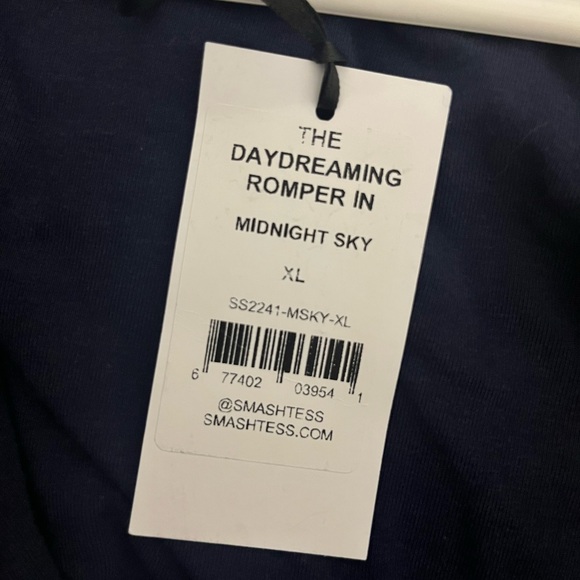 THE
DAYDREAMING
ROMPER IN
MIDNIGHT SKY
XL
SS2241-MSKY-XL
6 77402 03954 1
@SMASHTESS
SMASHTESS.COM